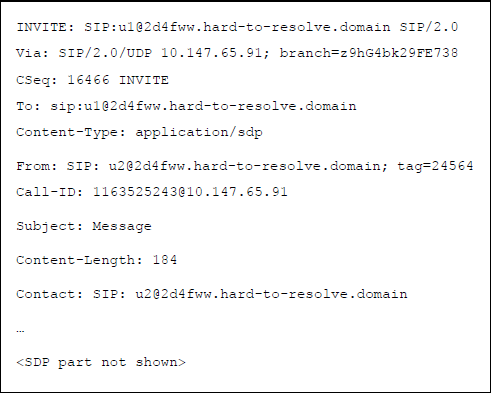 INVITE: SIP:u1@2d4fww.hard-to-resolve.domain SIP/2.0
Via: SIP/2.0/UDP 10.147.65.91; branch=z9hG4bk29FE738
CSeq: 16466 INVITE
To: sip:u1@2d4fww.hard-to-resolve.domain
Content-Type: application/sdp
From: SIP: u2@2d4fww.hard-to-resolve.domain; tag=24564
Call-ID: 1163525243@10.147.65.91
Subject: Message
Content-Length: 184
Contact: SIP: u2@2d4fww.hard-to-resolve.domain
…
<SDP part not shown>